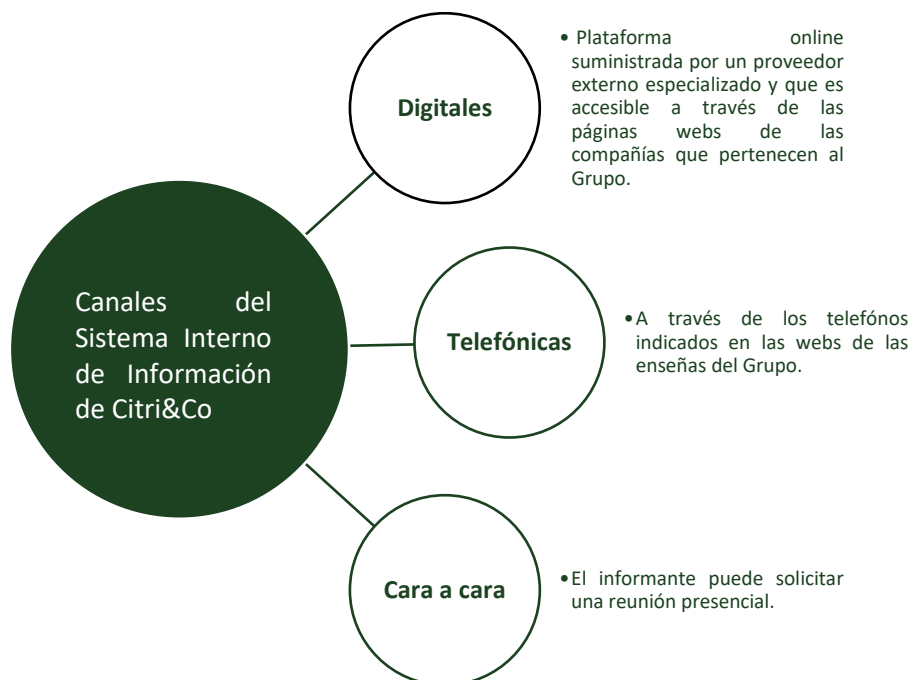 Canales del
Sistema Interno
de Información
de Citri&Co
Digitales
• Plataforma online
suministrada por un proveedor
externo especializado y que es
accesible a través de las
páginas webs de las
compañías que pertenecen al
Grupo.
Telefónicas
•A través de los telefónos
indicados en las webs de las
enseñas del Grupo.
Cara a cara
•El informante puede solicitar
una reunión presencial.